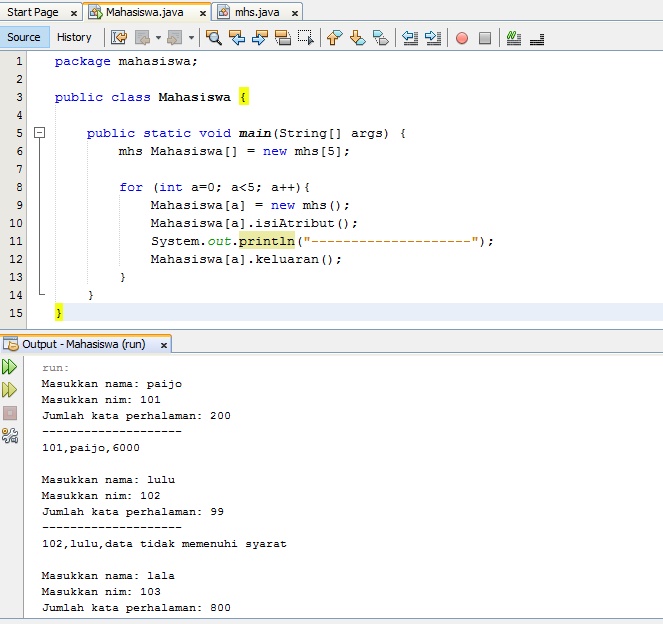 Start Page x Mahasiswa.java x mhs.java x
Source History
1 package mahasiswa;
2
3 public class Mahasiswa {
4
5 public static void main(String[] args) {
6 mhs Mahasiswa[] = new mhs[5];
7
8 for (int a=0; a<5; a++){
9 Mahasiswa[a] = new mhs();
10 Mahasiswa[a].isiAtribut();
11 System.out.println("--------------------");
12 Mahasiswa[a].keluaran();
13 }
14 }
15 }
Output - Mahasiswa (run) x
run:
Masukkan nama: paijo
Masukkan nim: 101
Jumlah kata perhalaman: 200
--------------------
101,paijo,6000
Masukkan nama: lulu
Masukkan nim: 102
Jumlah kata perhalaman: 99
--------------------
102,lulu,data tidak memenuhi syarat
Masukkan nama: lala
Masukkan nim: 103
Jumlah kata perhalaman: 800